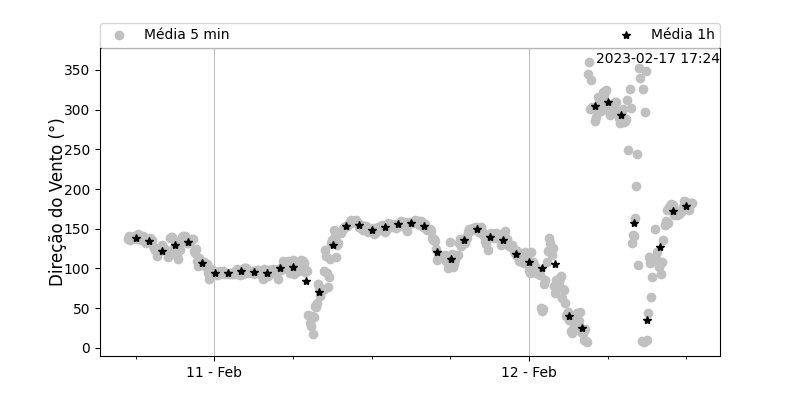 Média 5 min
Média 1h
2023-02-17 17:24
Direção do Vento (°)
350
300
250
200
150
100
50
0
11 - Feb
12 - Feb